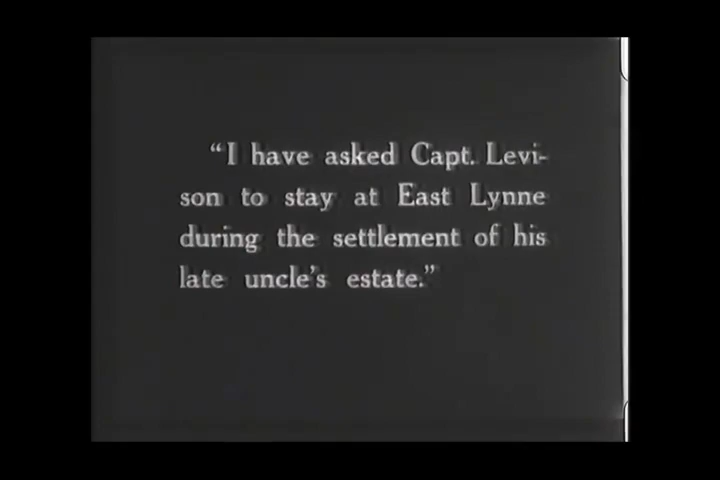 “I have asked Capt. Levi-
son to stay at East Lynne
during the settlement of his
late uncle’s estate.”